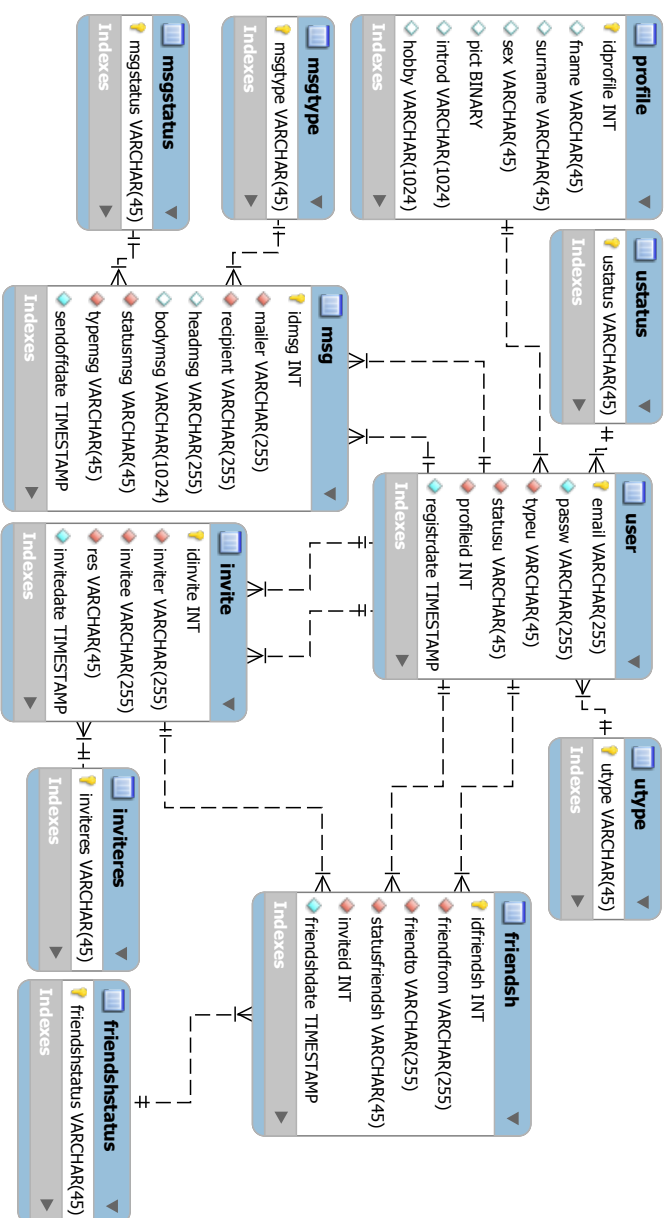 profile
idprofile INT
fname VARCHAR(45)
surname VARCHAR(45)
sex VARCHAR(45)
pict BINARY
introd VARCHAR(1024)
hobby VARCHAR(1024)
Indexes
ustatus
ustatus VARCHAR(45)
Indexes
user
email VARCHAR(255)
passw VARCHAR(255)
typeu VARCHAR(45)
statusu VARCHAR(45)
profileid INT
registrdate TIMESTAMP
Indexes
utype
utype VARCHAR(45)
Indexes
msgtype
msgtype VARCHAR(45)
Indexes
msgstatus
msgstatus VARCHAR(45)
Indexes
msg
idmsg INT
mailer VARCHAR(255)
recipient VARCHAR(255)
headmsg VARCHAR(255)
bodymsg VARCHAR(1024)
statusmsg VARCHAR(45)
typemsg VARCHAR(45)
sendoffdate TIMESTAMP
Indexes
invite
idinvite INT
inviter VARCHAR(255)
invitee VARCHAR(255)
res VARCHAR(45)
invitedate TIMESTAMP
Indexes
inviteres
inviteres VARCHAR(45)
Indexes
friendsh
idfriendsh INT
friendfrom VARCHAR(255)
friendto VARCHAR(255)
statusfriendsh VARCHAR(45)
inviteid INT
friendshdate TIMESTAMP
Indexes
friendshstatus
friendshstatus VARCHAR(45)
Indexes